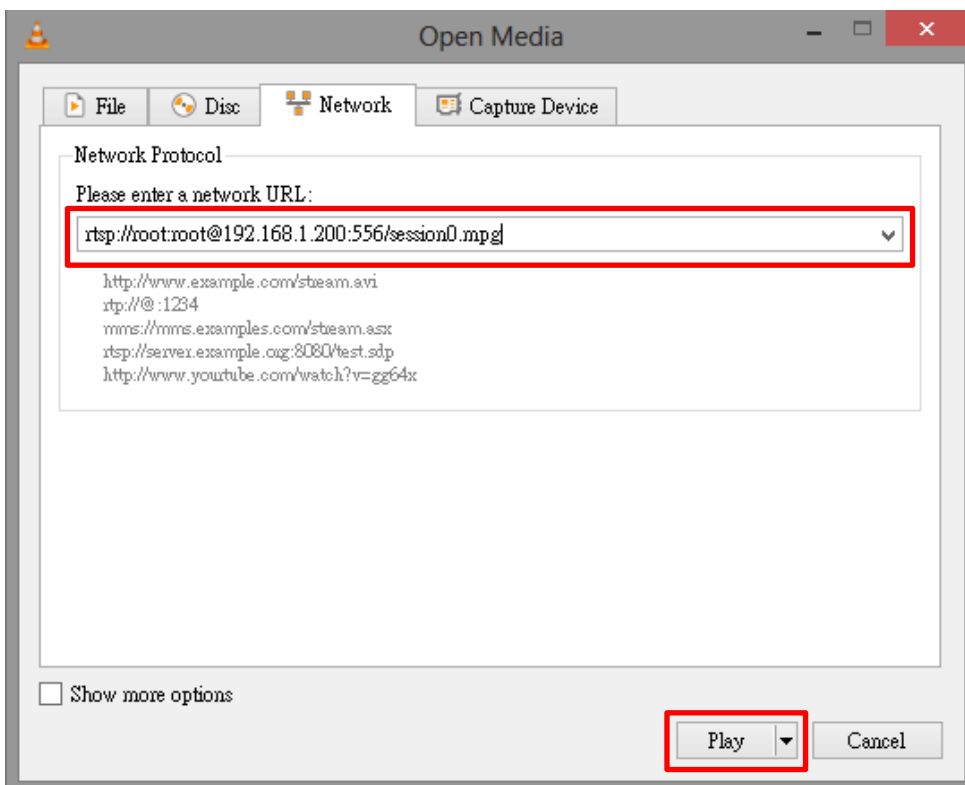 Open Media
File Disc Network Capture Device
Network Protocol
Please enter a network URL:
rtsp://root:root@192.168.1.200:556/session0.mpg
http://www.example.com/stream.avi
rtp://@:1234
mms://mms.examples.com/stream.asx
rtsp://server.example.org:8080/test.sdp
http://www.yourtube.com/watch?v=gg64x
Show more options
Play Cancel